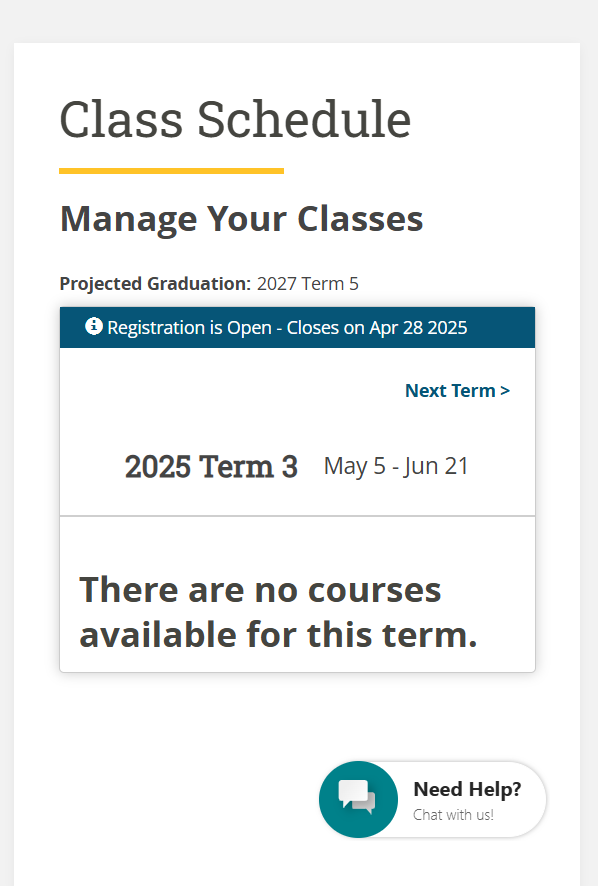 Class Schedule
Manage Your Classes
Projected Graduation: 2027 Term 5
Registration is Open - Closes on Apr 28 2025
Next Term >
2025 Term 3 May 5 - Jun 21
There are no courses
available for this term.
Need Help?
Chat with us!